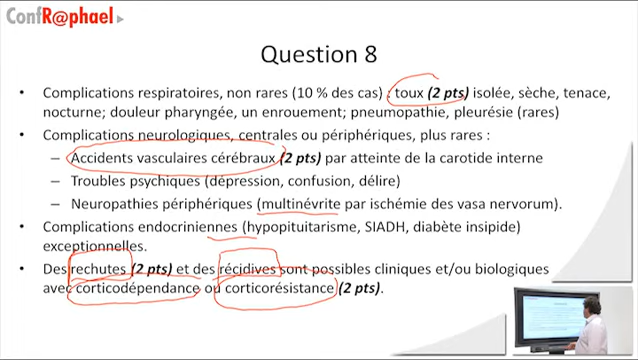 ConfR@phael
Question 8
• Complications respiratoires, non rares (10 % des cas) : toux (2 pts) isolée, sèche, tenace,
nocturne; douleur pharyngée, un enrouement; pneumopathie, pleurésie (rares)
• Complications neurologiques, centrales ou périphériques, plus rares :
– Accidents vasculaires cérébraux (2 pts) par atteinte de la carotide interne
– Troubles psychiques (dépression, confusion, délire)
– Neuropathies périphériques (multinévrite par ischémie des vasa nervorum).
• Complications endocriniennes (hypopituitarisme, SIADH, diabète insipide)
exceptionnelles.
• Des rechutes (2 pts) et des récidives sont possibles cliniques et/ou biologiques
avec corticodépendance ou corticorésistance (2 pts).